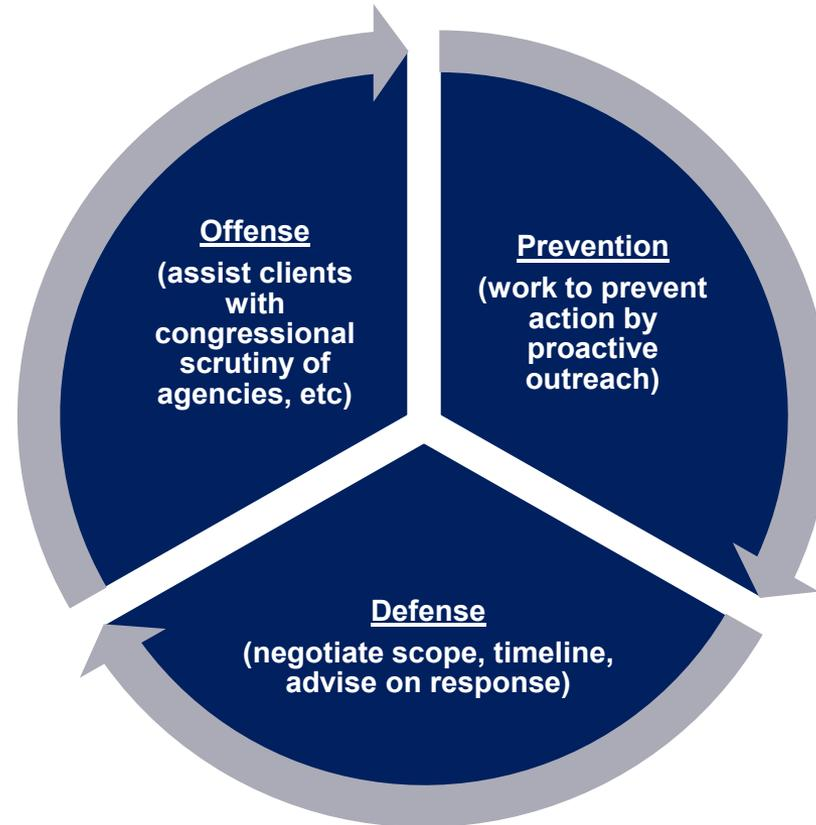 Offense
(assist clients
with
congressional
scrutiny of
agencies, etc)
Prevention
(work to prevent
action by
proactive
outreach)
Defense
(negotiate scope, timeline,
advise on response)